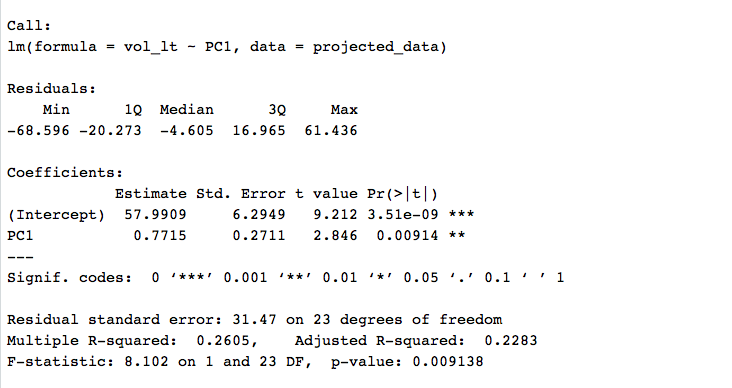 Call:
lm(formula = vol_lt ~ PC1, data = projected_data)
Residuals:
    Min      1Q  Median      3Q     Max
-68.596 -20.273  -4.605  16.965  61.436
Coefficients:
            Estimate Std. Error t value Pr(>|t|)
(Intercept)  57.9909     6.2949   9.212 3.51e-09 ***
PC1           0.7715     0.2711   2.846  0.00914 **
---
Signif. codes:  0 ‘***’ 0.001 ‘**’ 0.01 ‘*’ 0.05 ‘.’ 0.1 ‘ ’ 1
Residual standard error: 31.47 on 23 degrees of freedom
Multiple R-squared:  0.2605,    Adjusted R-squared:  0.2283
F-statistic: 8.102 on 1 and 23 DF,  p-value: 0.009138